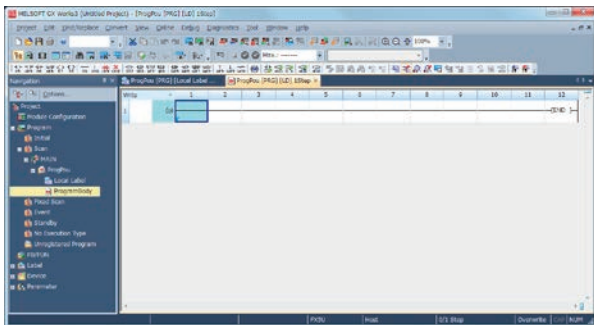 MELSOFT GX Works3 (Untitled Project) - [ProgPou [PRG] [LD] 1Step]
Project Edit Find/Replace Convert View Online Debug Diagnostics Tool Window Help
Navigation
ProgPou [PRG] [Local Label ...
ProgPou [PRG] [LD] 1Step
Options
Write 1 2 3 4 5 6 7 8 9 10 11 12
1 (0) (END )
Project
Module Configuration
Program
Initial
Scan
MAIN
ProgPou
Local Label
ProgramBody
Fixed Scan
Event
Standby
No Execution Type
Unregistered Program
FB/FUN
Label
Device
Parameter
FX5U Host 0/1 Step Overwrite CAP NUM